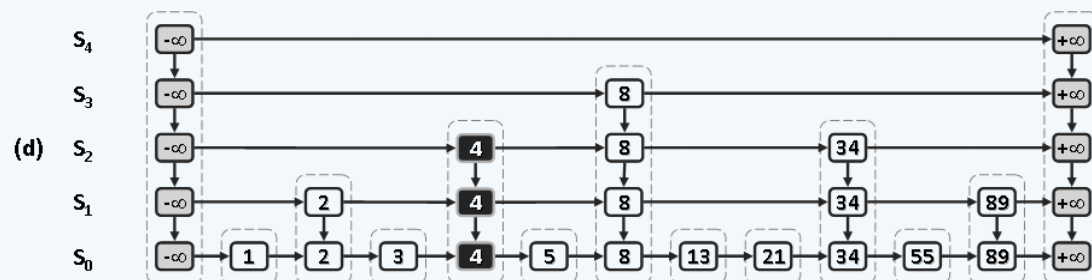 S4 -∞ +∞
S3 -∞ 8 +∞
(d) S2 -∞ 4 8 34 +∞
S1 -∞ 2 4 8 34 89 +∞
S0 -∞ 1 2 3 4 5 8 13 21 34 55 89 +∞